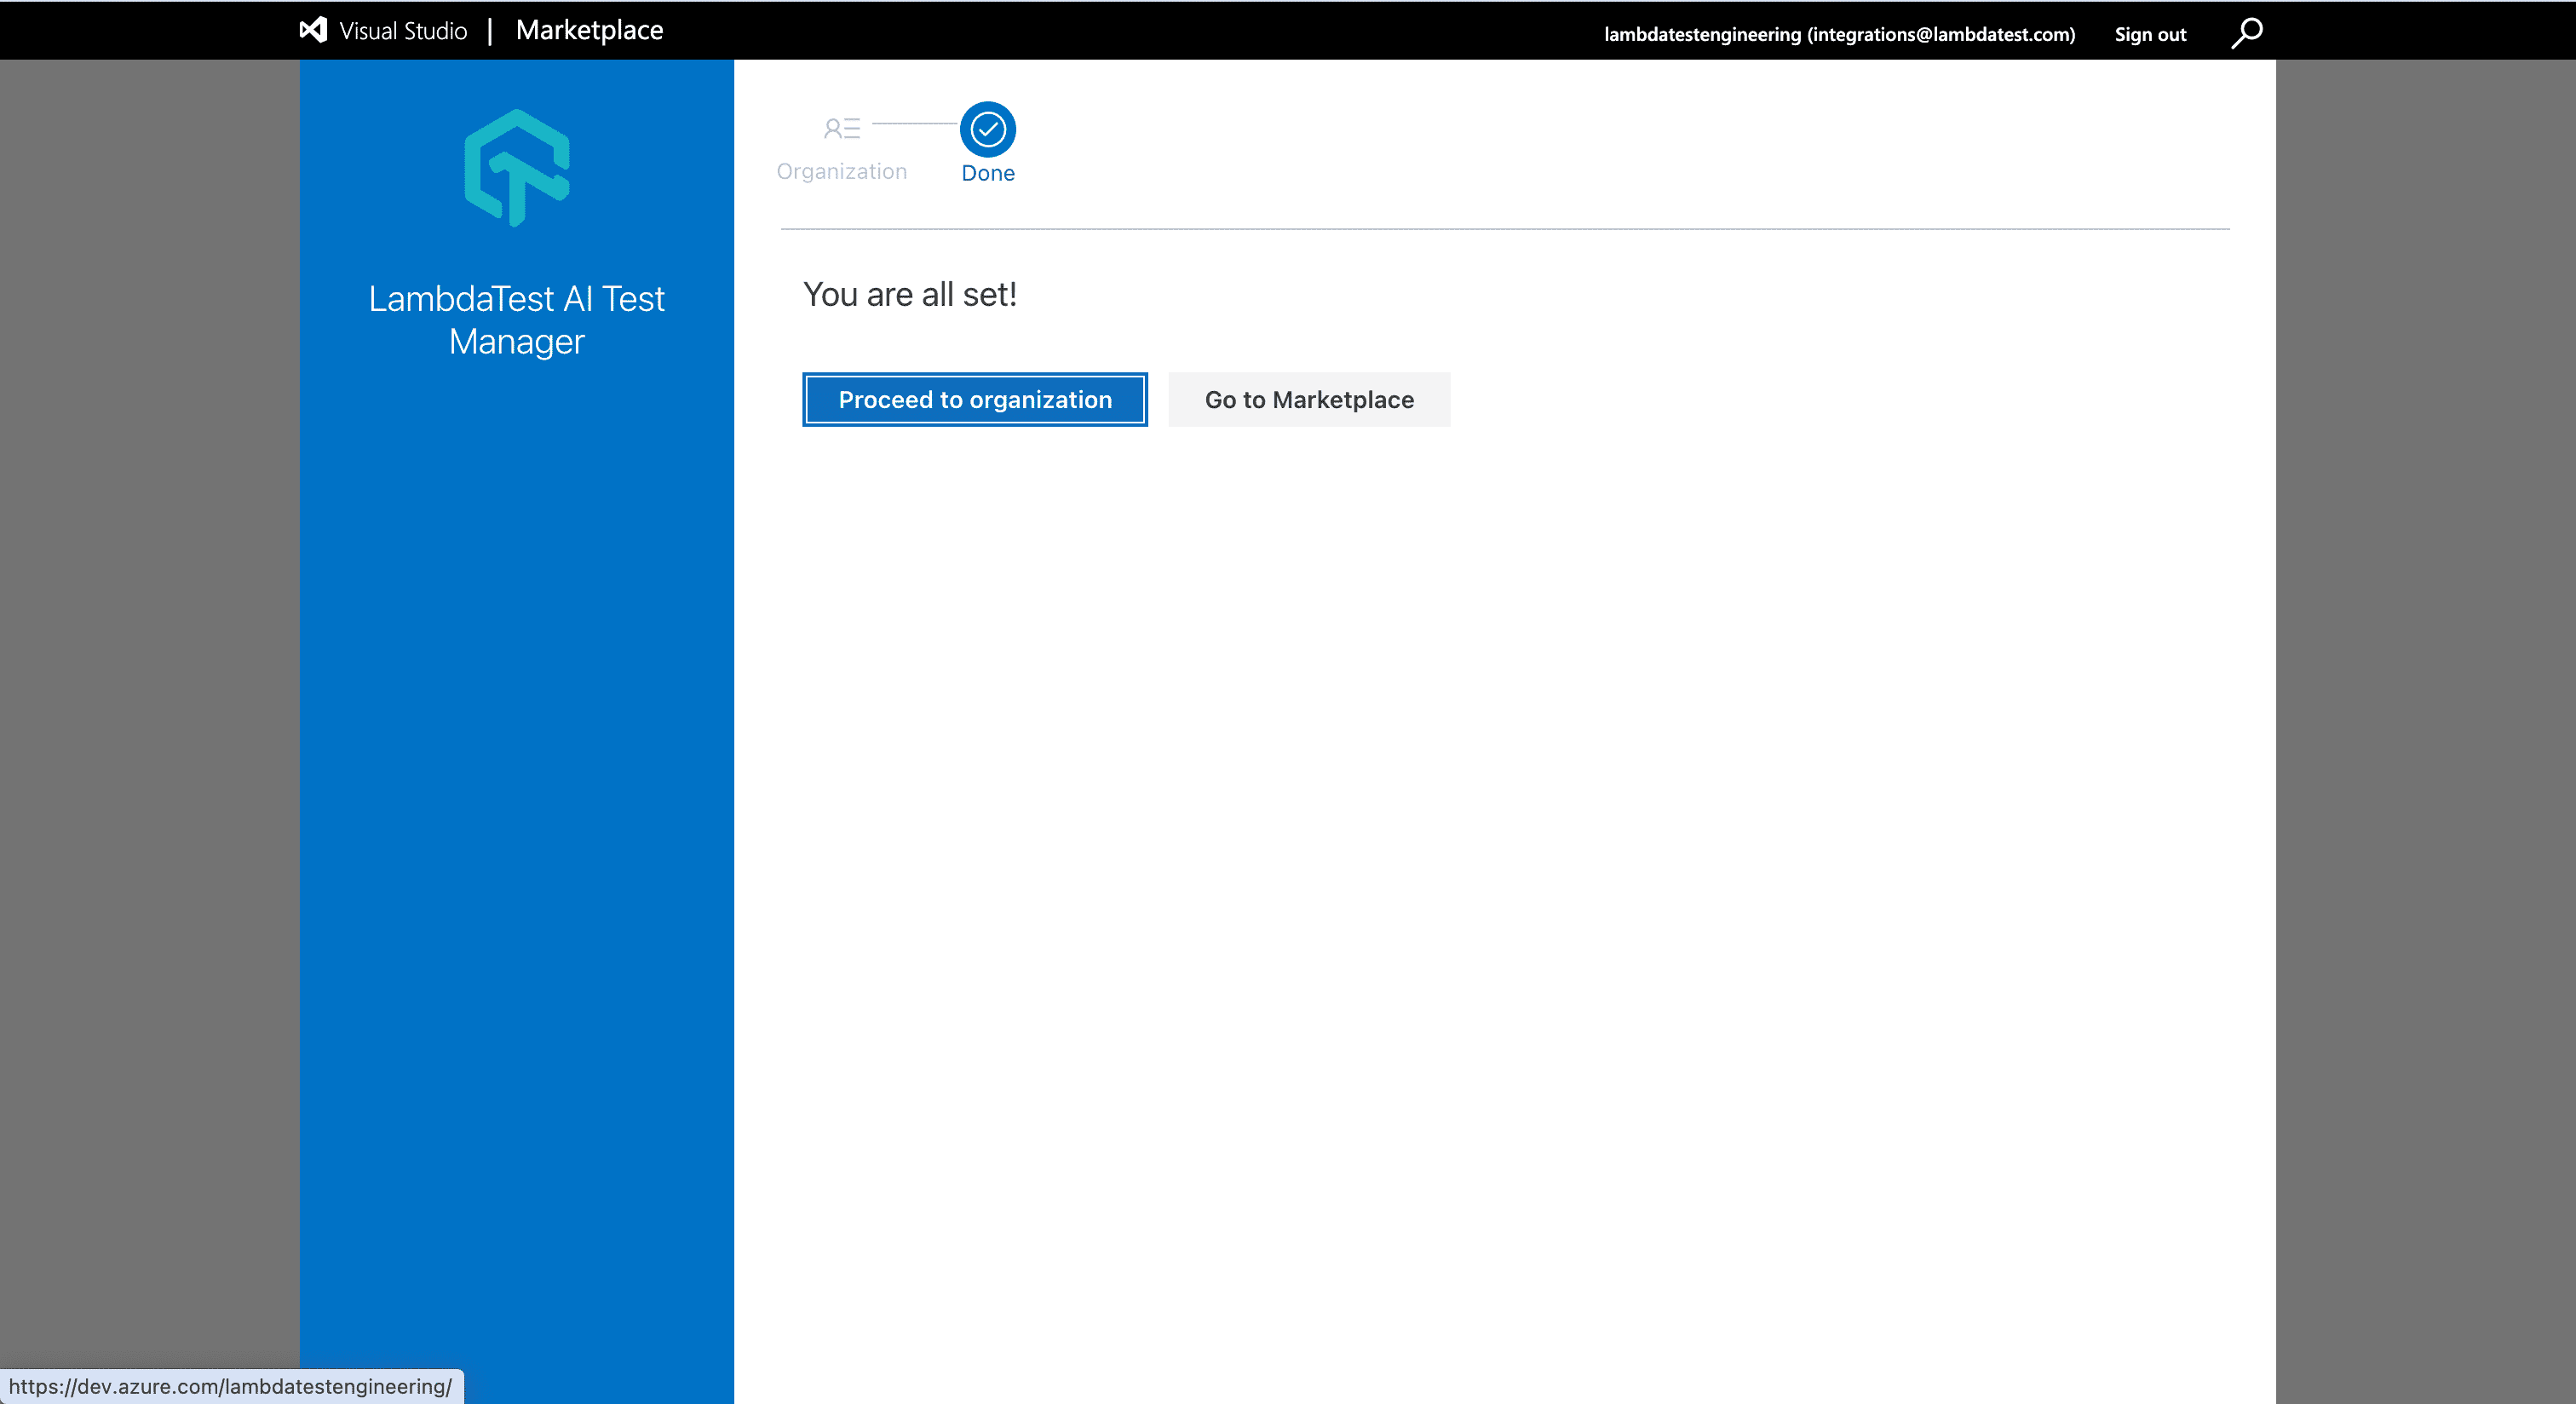 Visual Studio | Marketplace
lambdatestengineering (integrations@lambdatest.com) Sign out
LambdaTest AI Test
Manager
Organization Done
You are all set!
Proceed to organization Go to Marketplace
https://dev.azure.com/lambdatestengineering/